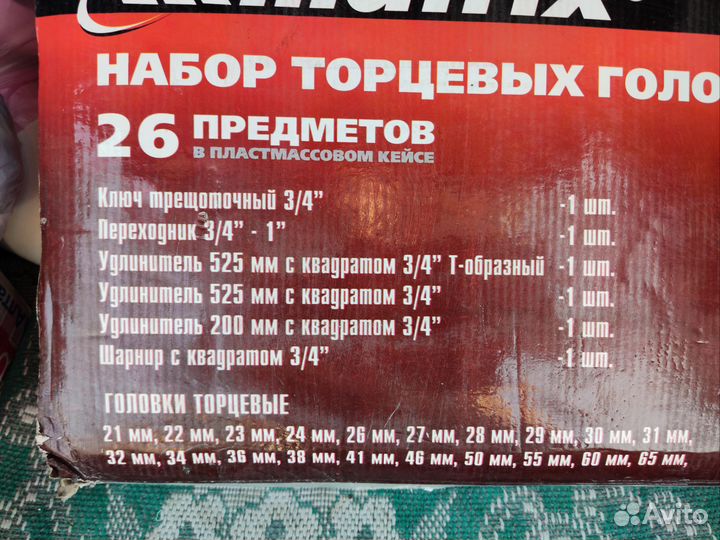 НАБОР ТОРЦЕВЫХ ГОЛО
26 ПРЕДМЕТОВ
В ПЛАСТМАССОВОМ КЕЙСЕ
Ключ трещоточный 3/4” -1 шт.
Переходник 3/4” - 1” -1 шт.
Удлинитель 525 мм с квадратом 3/4” Т-образный -1 шт.
Удлинитель 525 мм с квадратом 3/4” -1 шт.
Удлинитель 200 мм с квадратом 3/4” -1 шт.
Шарнир с квадратом 3/4” -1 шт.
ГОЛОВКИ ТОРЦЕВЫЕ
21 мм, 22 мм, 23 мм, 24 мм, 26 мм, 27 мм, 28 мм, 29 мм, 30 мм, 31 мм,
32 мм, 34 мм, 36 мм, 38 мм, 41 мм, 46 мм, 50 мм, 55 мм, 60 мм, 65 мм,
Avito